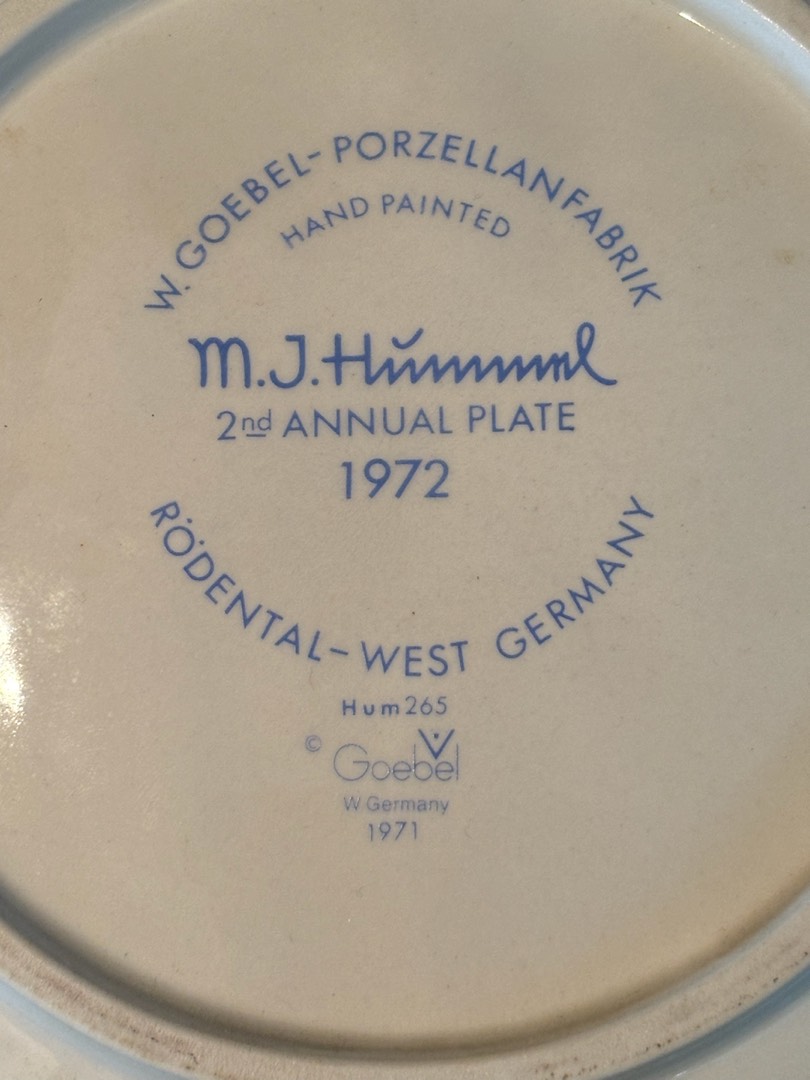 W. GOEBEL-PORZELLANFABRIK
HAND PAINTED
M.J.Hummel
2nd ANNUAL PLATE
1972
RÖDENTAL-WEST GERMANY
Hum265
© Goebel
W.Germany
1971